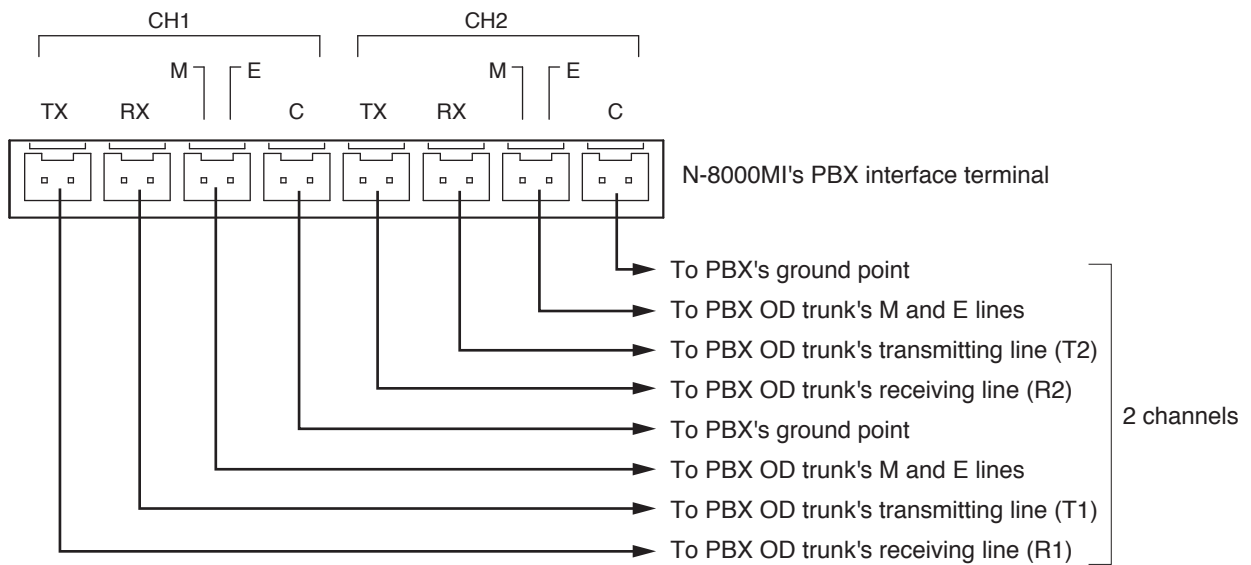 CH1 CH2
M E M E
TX RX C TX RX C
N-8000MI's PBX interface terminal
To PBX's ground point
To PBX OD trunk's M and E lines
To PBX OD trunk's transmitting line (T2)
To PBX OD trunk's receiving line (R2)
To PBX's ground point
To PBX OD trunk's M and E lines
To PBX OD trunk's transmitting line (T1)
To PBX OD trunk's receiving line (R1)
2 channels